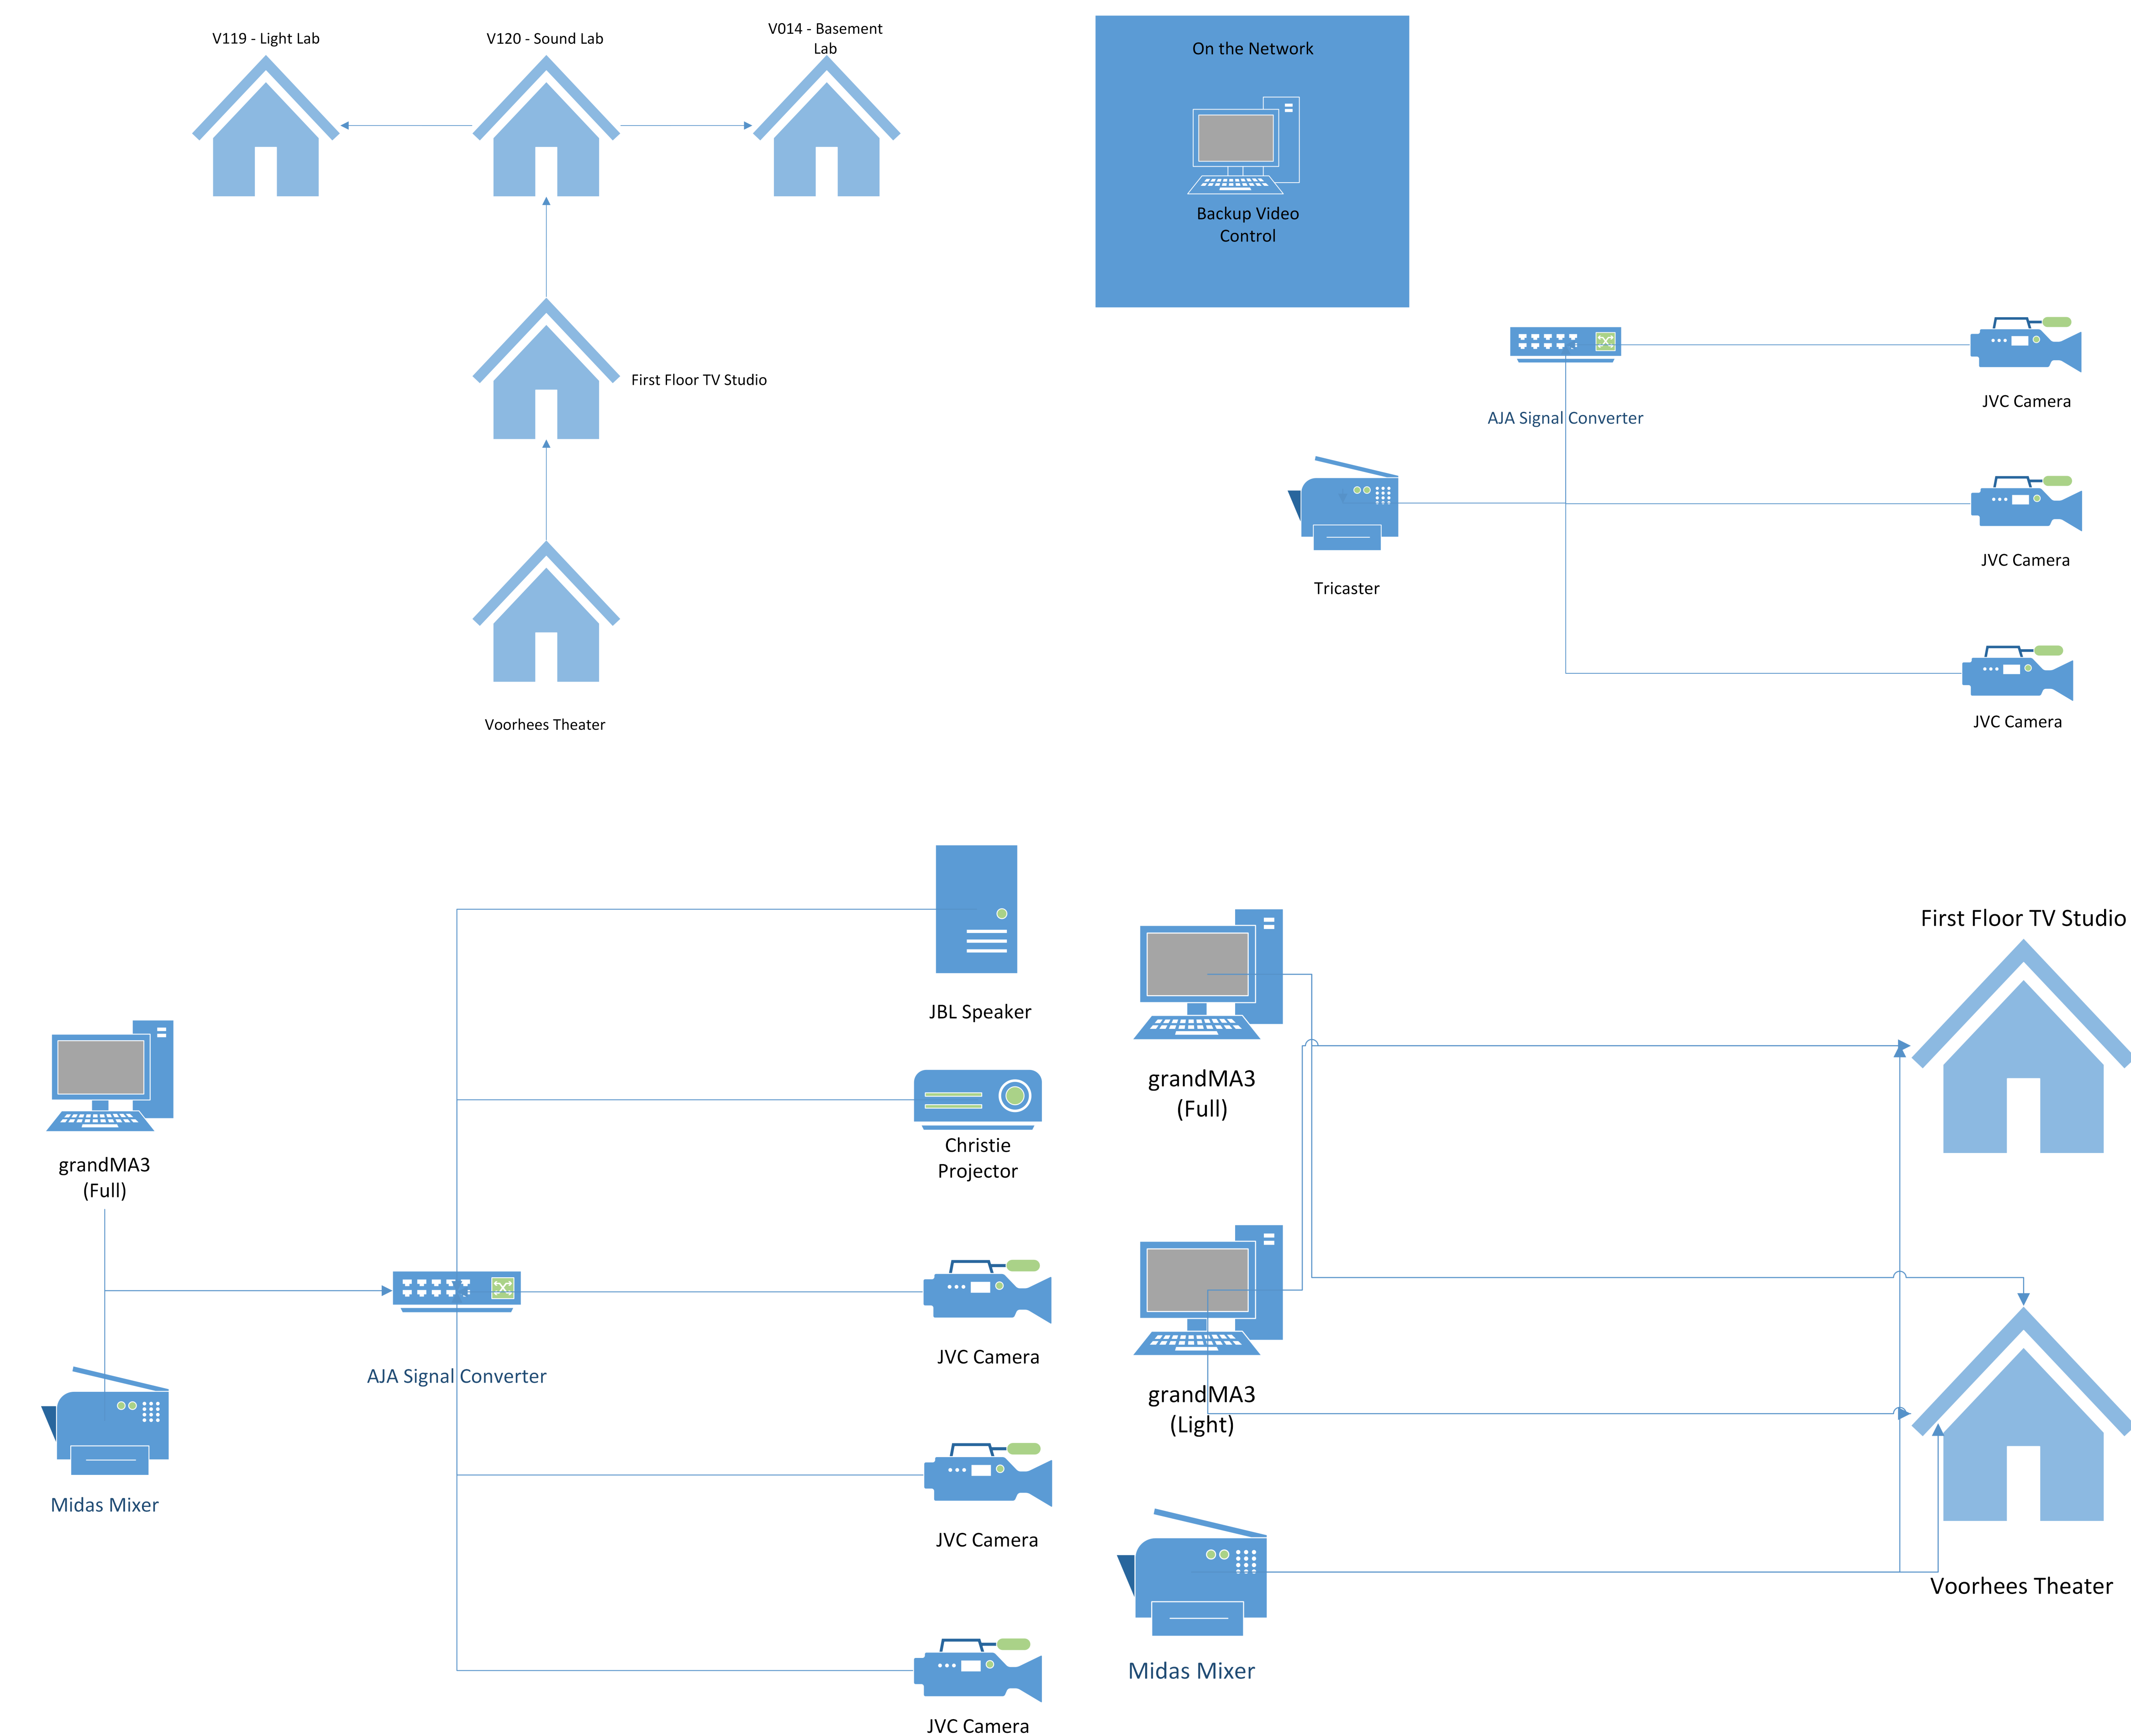 V119 - Light Lab
V120 - Sound Lab
V014 - Basement
Lab
First Floor TV Studio
Voorhees Theater
On the Network
Backup Video
Control
AJA Signal Converter
JVC Camera
JVC Camera
Tricaster
JVC Camera
JBL Speaker
Christie
Projector
grandMA3
(Full)
JVC Camera
AJA Signal Converter
Midas Mixer
JVC Camera
JVC Camera
First Floor TV Studio
grandMA3
(Full)
grandMA3
(Light)
Voorhees Theater
Midas Mixer